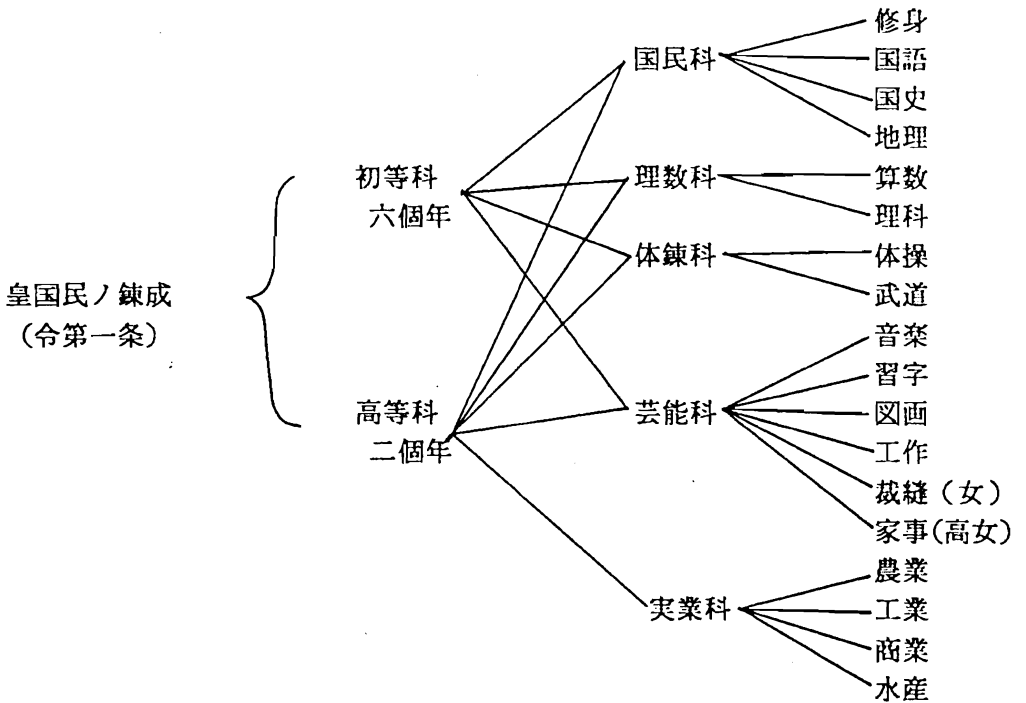 皇国民ノ錬成
(令第一条)
初等科
六個年
高等科
二個年
国民科
理数科
体錬科
芸能科
実業科
修身
国語
国史
地理
算数
理科
体操
武道
音楽
習字
図画
工作
裁縫(女)
家事(高女)
農業
工業
商業
水産